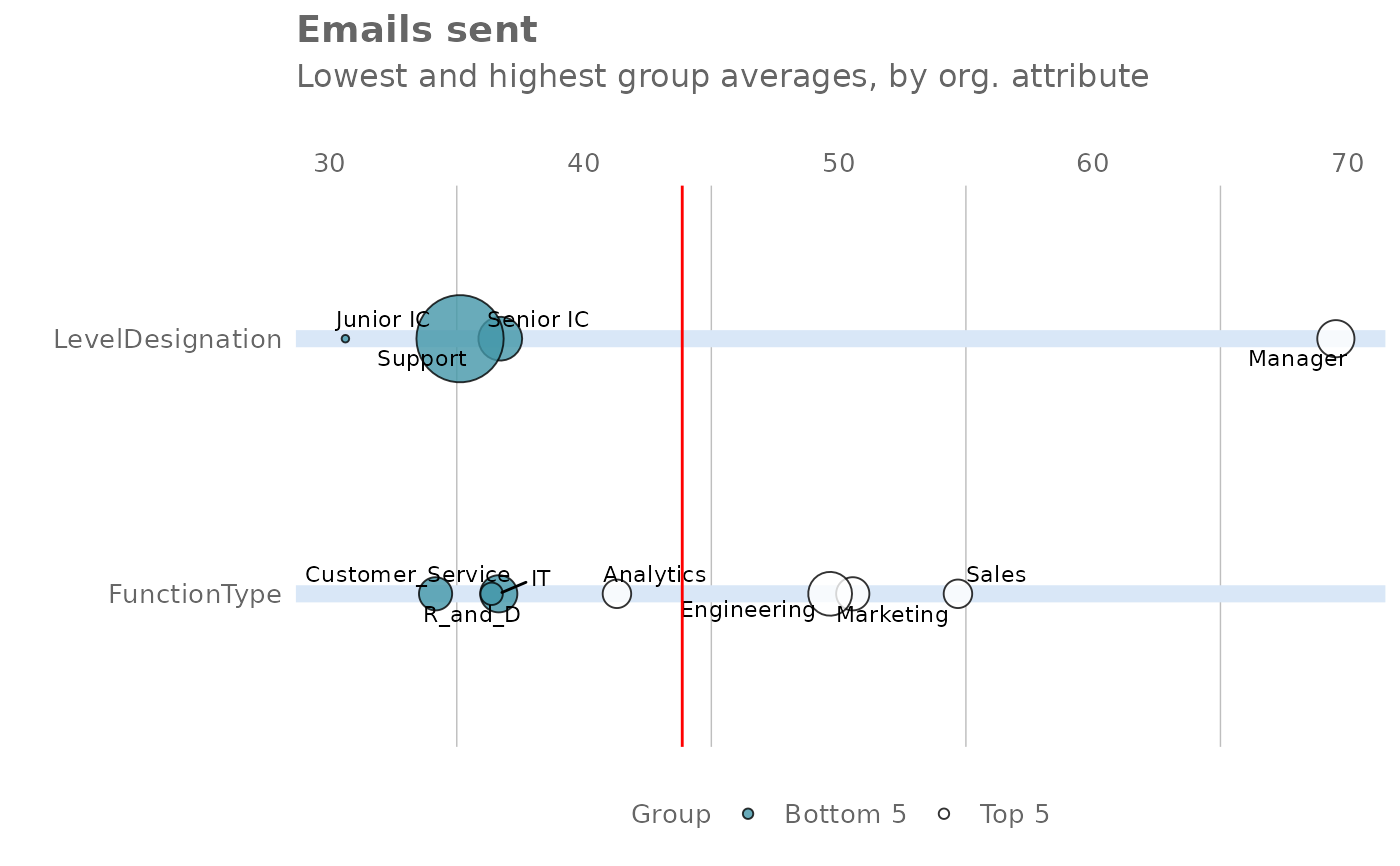 Emails sent
Lowest and highest group averages, by org. attribute
30 40 50 60 70
LevelDesignation
Junior IC
Senior IC
Support
Manager
FunctionType
Customer_Service
IT
Analytics
Sales
R_and_D
Engineering
Marketing
Group Bottom 5 Top 5